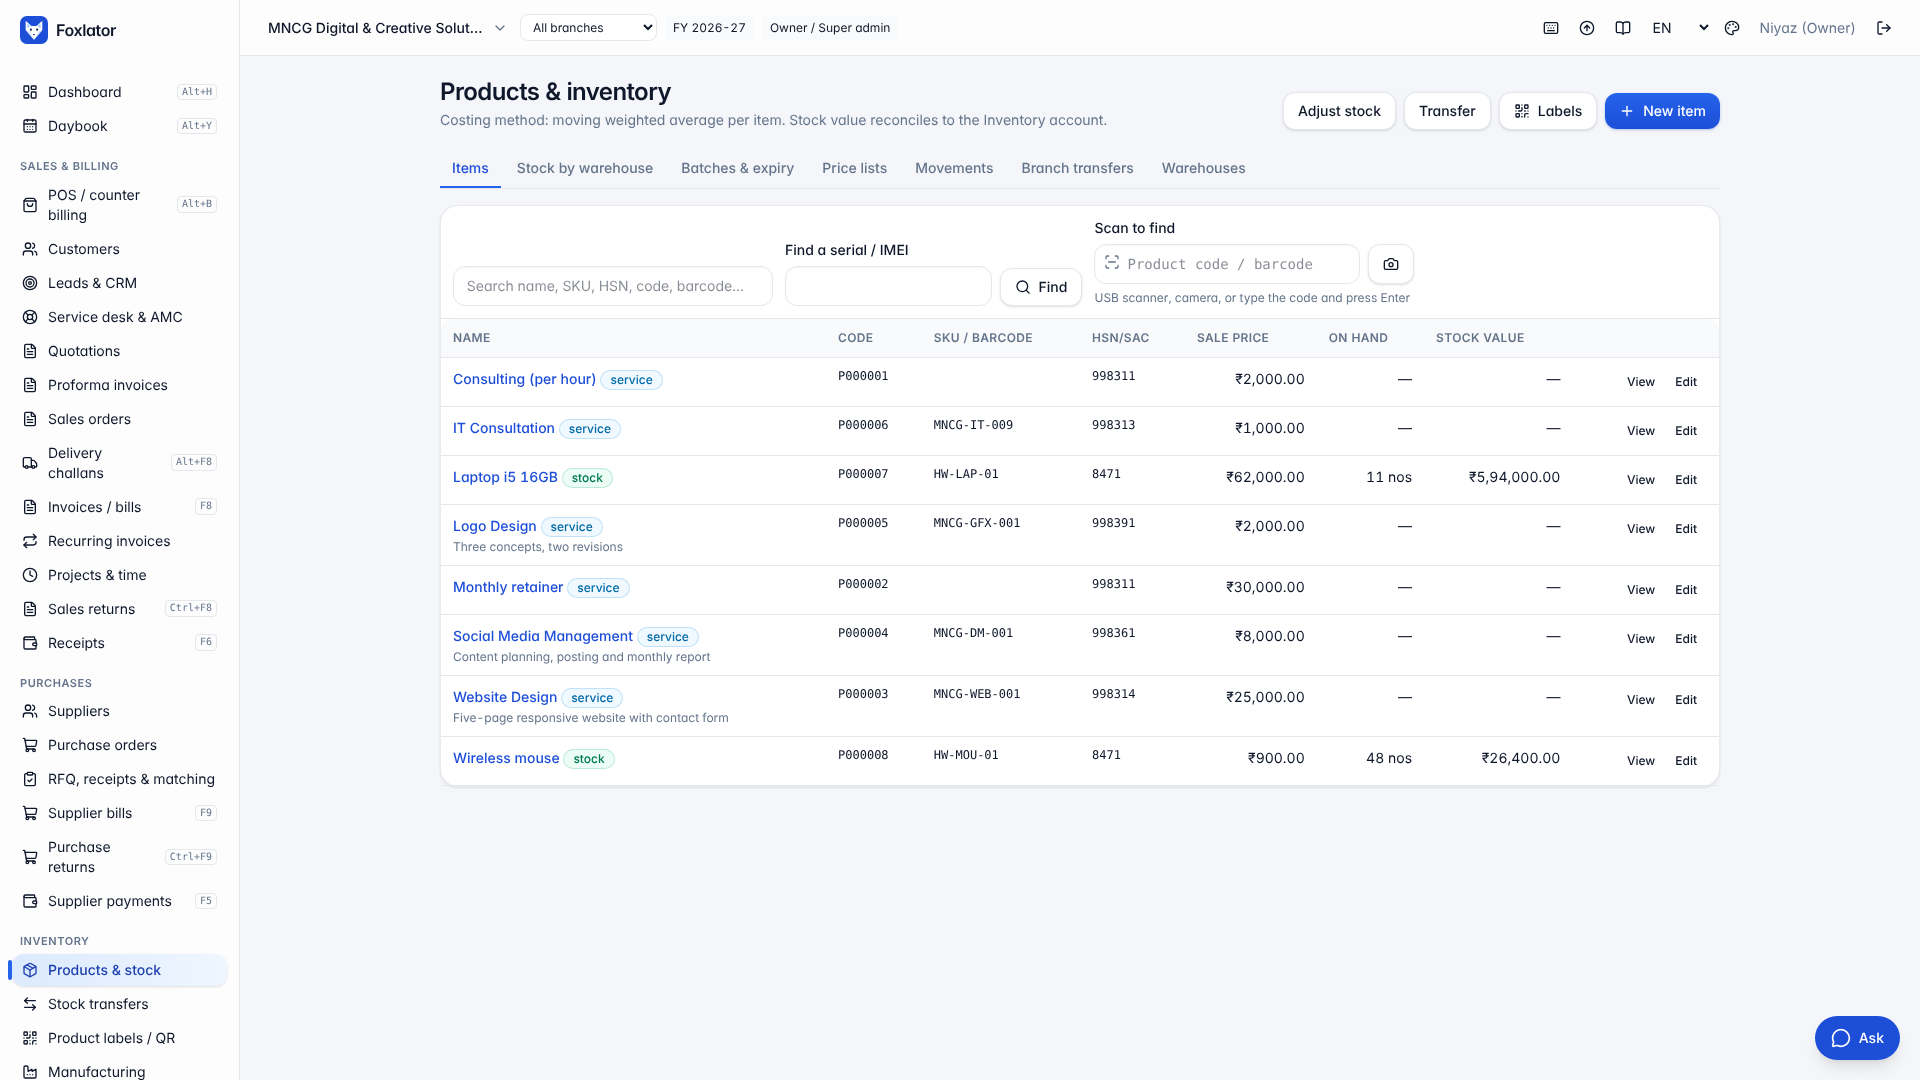 Foxlator
MNCG Digital & Creative Solut...
All branches
FY 2026-27
Owner / Super admin
EN
Niyaz (Owner)
Dashboard Alt+H
Daybook Alt+Y
SALES & BILLING
POS / counter
billing Alt+B
Customers
Leads & CRM
Service desk & AMC
Quotations
Proforma invoices
Sales orders
Delivery
challans Alt+F8
Invoices / bills F8
Recurring invoices
Projects & time
Sales returns Ctrl+F8
Receipts F6
PURCHASES
Suppliers
Purchase orders
RFQ, receipts & matching
Supplier bills F9
Purchase
returns Ctrl+F9
Supplier payments F5
INVENTORY
Products & stock
Stock transfers
Product labels / QR
Manufacturing
Products & inventory
Costing method: moving weighted average per item. Stock value reconciles to the Inventory account.
Adjust stock Transfer Labels New item
Items Stock by warehouse Batches & expiry Price lists Movements Branch transfers Warehouses
Search name, SKU, HSN, code, barcode...
Find a serial / IMEI
Find
Scan to find
Product code / barcode
USB scanner, camera, or type the code and press Enter
NAME CODE SKU / BARCODE HSN/SAC SALE PRICE ON HAND STOCK VALUE
Consulting (per hour) service P000001 998311 ₹2,000.00 — — View Edit
IT Consultation service P000006 MNCG-IT-009 998313 ₹1,000.00 — — View Edit
Laptop i5 16GB stock P000007 HW-LAP-01 8471 ₹62,000.00 11 nos ₹5,94,000.00 View Edit
Logo Design service P000005 MNCG-GFX-001 998391 ₹2,000.00 — — View Edit
Three concepts, two revisions
Monthly retainer service P000002 998311 ₹30,000.00 — — View Edit
Social Media Management service P000004 MNCG-DM-001 998361 ₹8,000.00 — — View Edit
Content planning, posting and monthly report
Website Design service P000003 MNCG-WEB-001 998314 ₹25,000.00 — — View Edit
Five-page responsive website with contact form
Wireless mouse stock P000008 HW-MOU-01 8471 ₹900.00 48 nos ₹26,400.00 View Edit
Ask